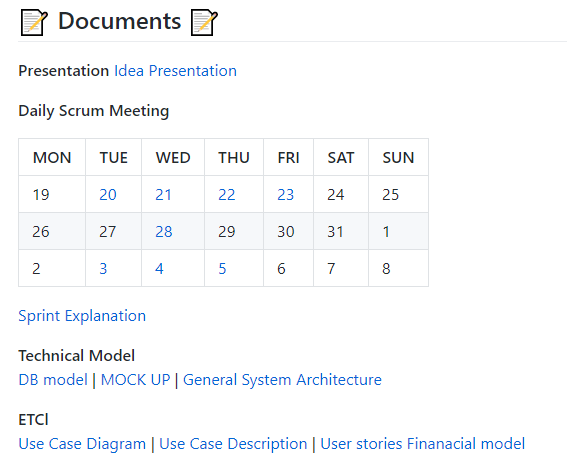 Documents
Presentation Idea Presentation
Daily Scrum Meeting
MON TUE WED THU FRI SAT SUN
19 20 21 22 23 24 25
26 27 28 29 30 31 1
2 3 4 5 6 7 8
Sprint Explanation
Technical Model
DB model | MOCK UP | General System Architecture
ETCl
Use Case Diagram | Use Case Description | User stories Finanacial model